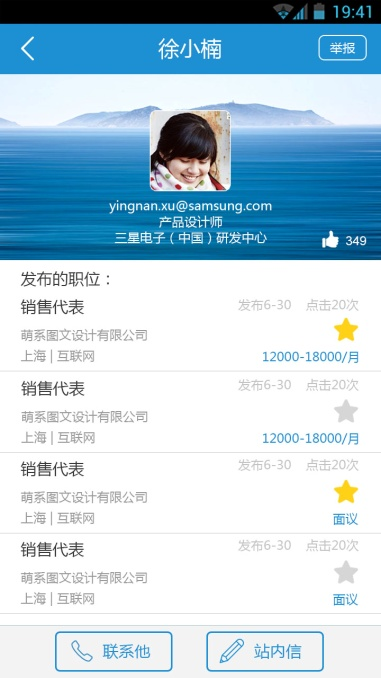 19:41
徐小楠
举报
yingnan.xu@samsung.com
产品设计师
三星电子（中国）研发中心
349
发布的职位：
销售代表 发布6-30 点击20次
萌系图文设计有限公司
上海 | 互联网 12000-18000/月
销售代表 发布6-30 点击20次
萌系图文设计有限公司
上海 | 互联网 12000-18000/月
销售代表 发布6-30 点击20次
萌系图文设计有限公司
上海 | 互联网 面议
销售代表 发布6-30 点击20次
萌系图文设计有限公司
上海 | 互联网 面议
联系他 站内信